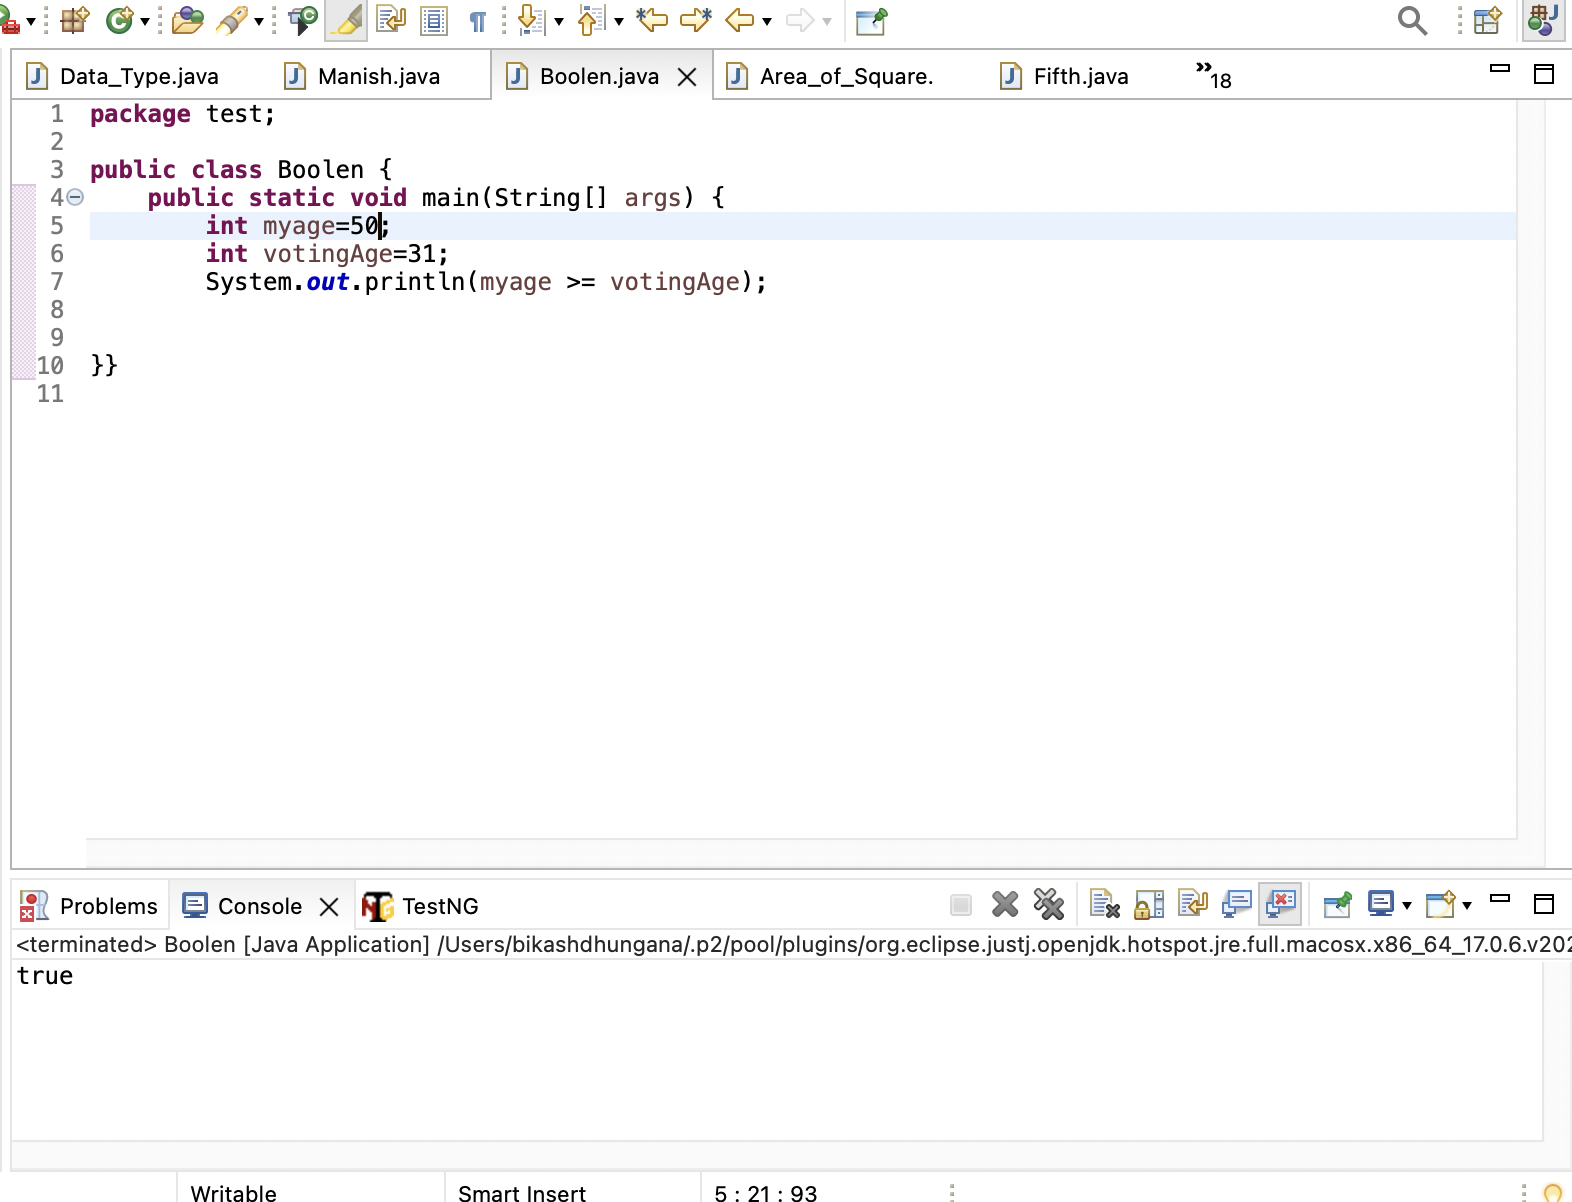 Data_Type.java Manish.java Boolen.java Area_of_Square. Fifth.java »18
1 package test;
2
3 public class Boolen {
4 public static void main(String[] args) {
5 int myage=50;
6 int votingAge=31;
7 System.out.println(myage >= votingAge);
8
9
10 }}
11
Problems Console TestNG
<terminated> Boolen [Java Application] /Users/bikashdhungana/.p2/pool/plugins/org.eclipse.justj.openjdk.hotspot.jre.full.macosx.x86_64_17.0.6.v202
true
Writable Smart Insert 5 : 21 : 93